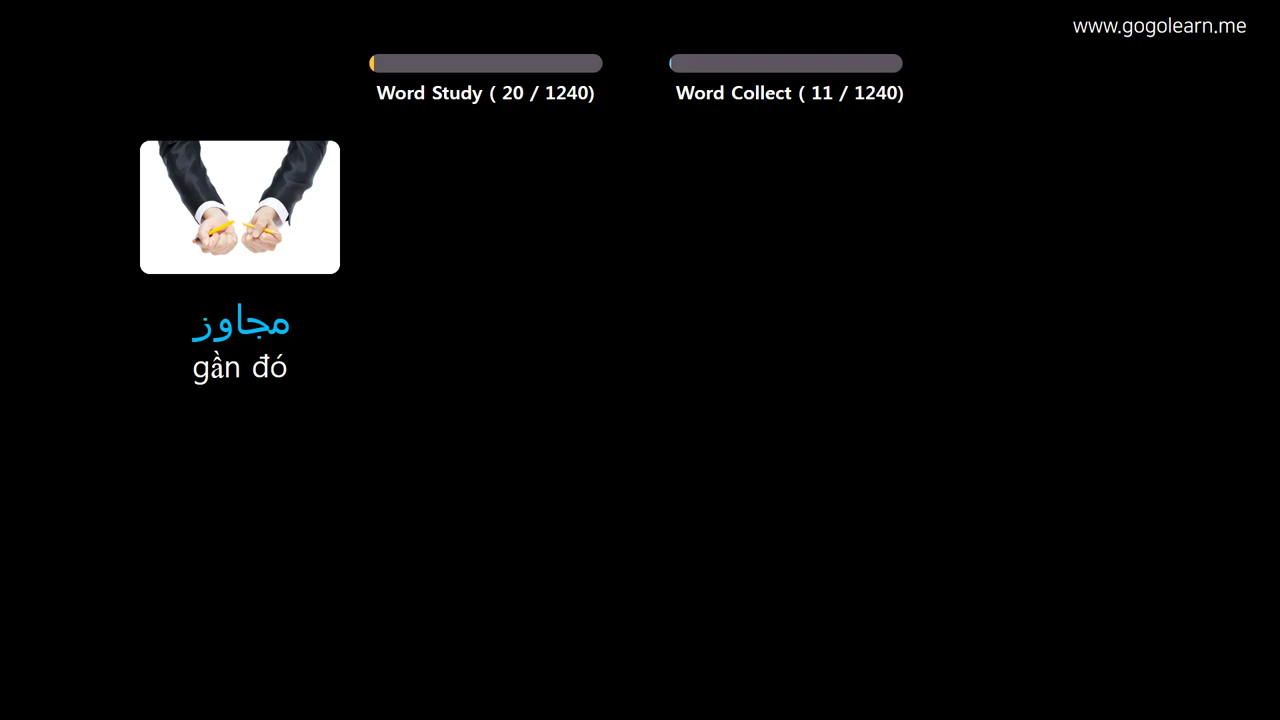 www.gogolearn.me
Word Study ( 20 / 1240)
Word Collect ( 11 / 1240)
مجاوز
gần đó